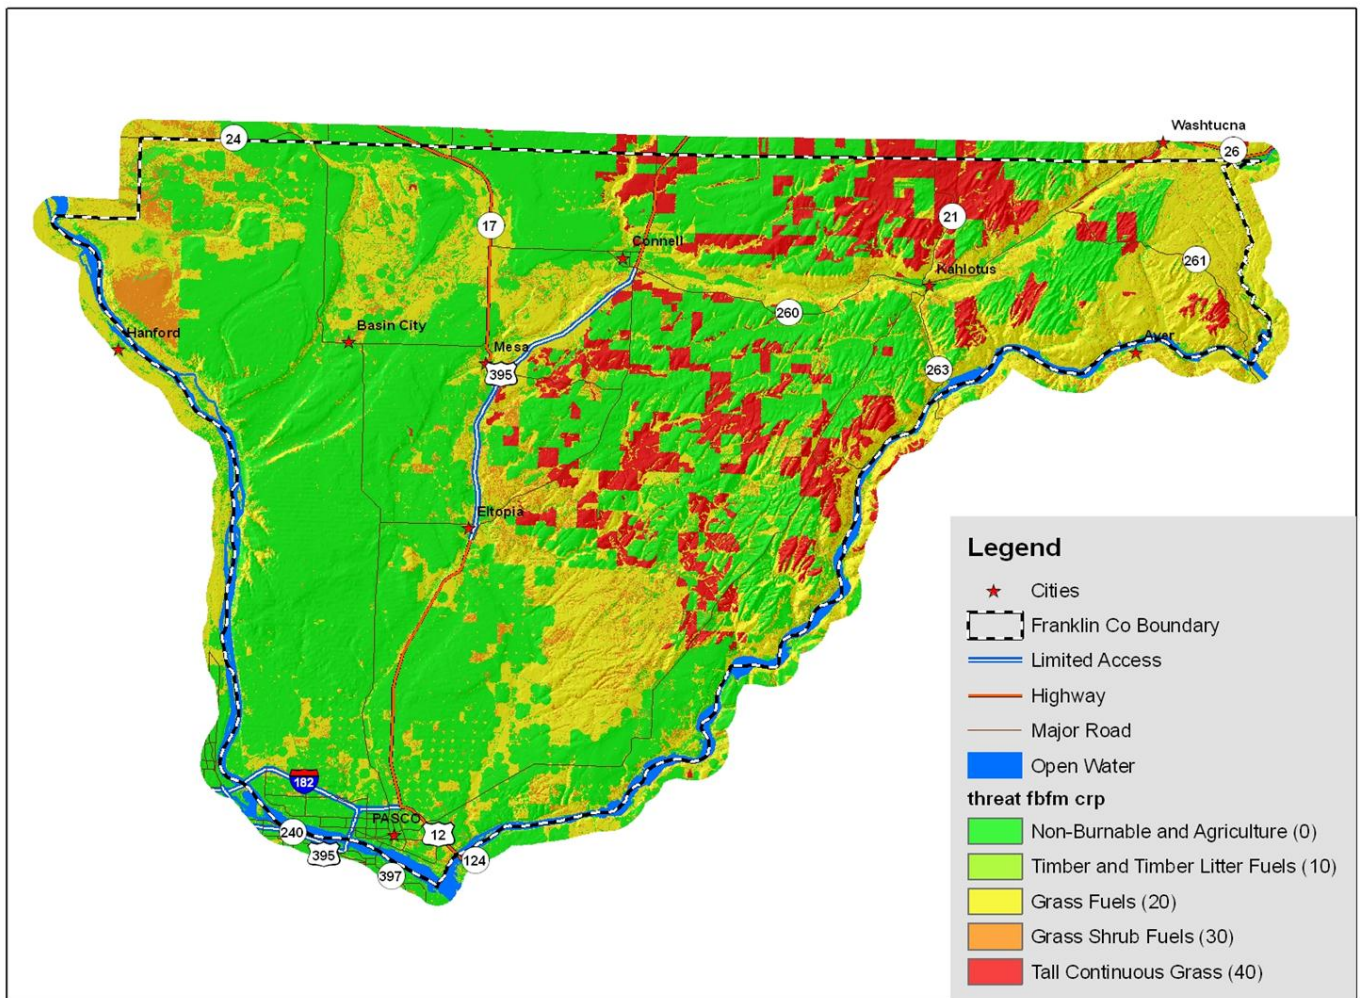 Washtucna
24
26
17
21
Connell
261
Kahlotus
260
Hanford
Basin City
Mesa
395
Ayer
263
Eltopia
182
PASCO
240
12
395
124
397
Legend
Cities
Franklin Co Boundary
Limited Access
Highway
Major Road
Open Water
threat fbfm crp
Non-Burnable and Agriculture (0)
Timber and Timber Litter Fuels (10)
Grass Fuels (20)
Grass Shrub Fuels (30)
Tall Continuous Grass (40)